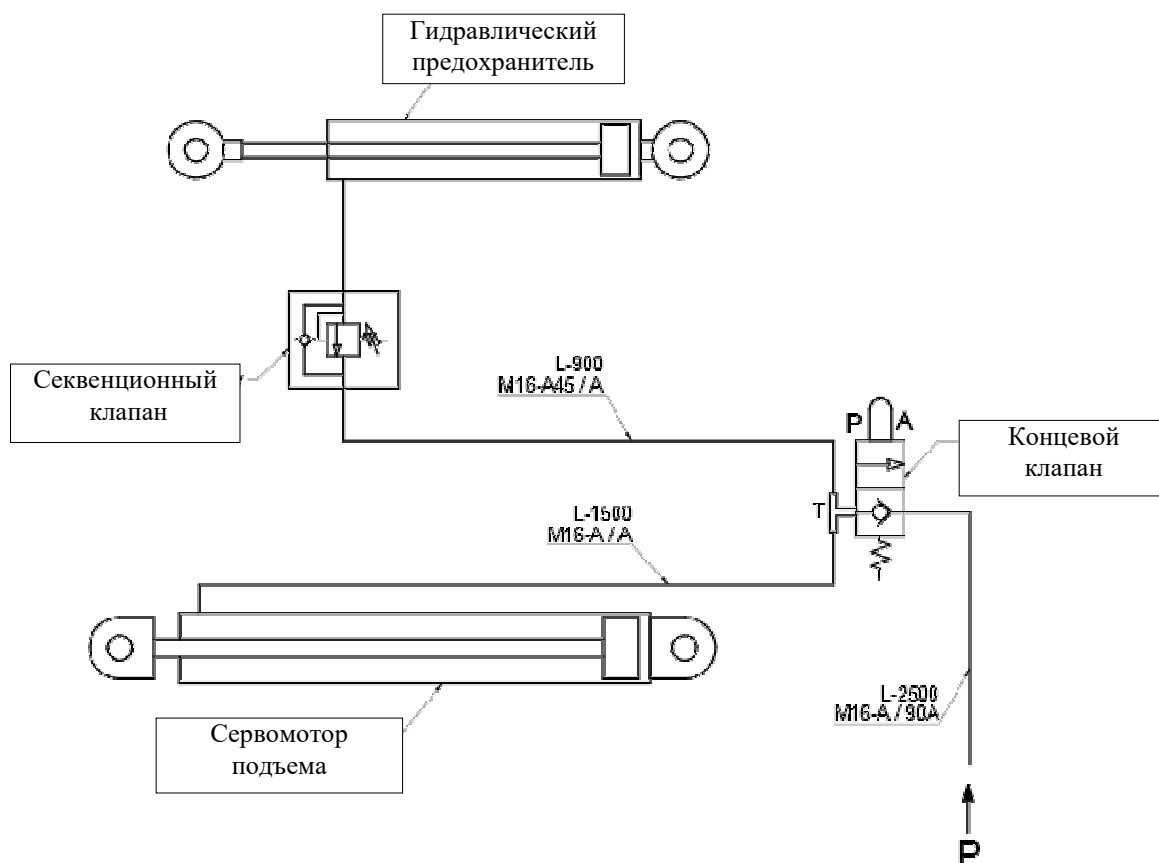 Гидравлический
предохранитель
Секвенционный
клапан
L-900
M16-A45 / A
P A
Концевой
клапан
T
L-1500
M16-A / A
L-2500
M16-A / 90A
Сервомотор
подъема
P